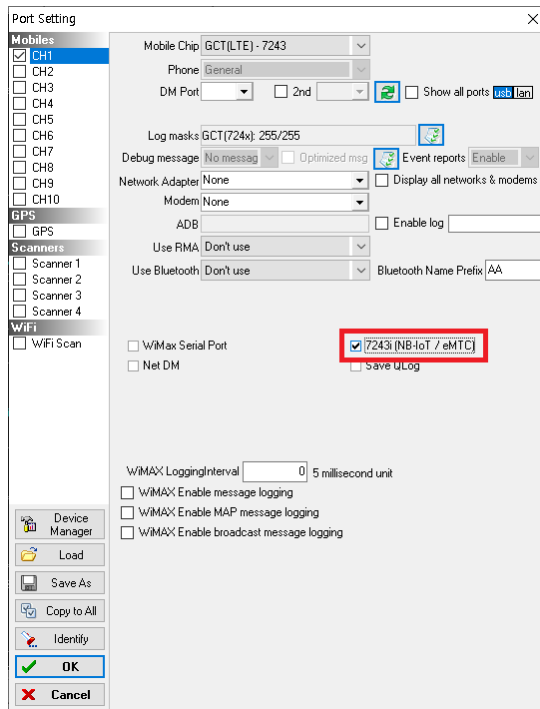 Port Setting
Mobiles
CH1
CH2
CH3
CH4
CH5
CH6
CH7
CH8
CH9
CH10
GPS
GPS
Scanners
Scanner 1
Scanner 2
Scanner 3
Scanner 4
WiFi
WiFi Scan
Device Manager
Load
Save As
Copy to All
Identify
OK
Cancel
Mobile Chip GCT(LTE) - 7243
Phone General
DM Port 2nd Show all ports usb lan
Log masks GCT(724x): 255/255
Debug message No messag Optimized msg Event reports Enable
Network Adapter None Display all networks & modems
Modem None
ADB Enable log
Use RMA Don't use
Use Bluetooth Don't use Bluetooth Name Prefix AA
WiMax Serial Port 7243i (NB-IoT / eMTC)
Net DM Save QLog
WiMAX LoggingInterval 0 5 millisecond unit
WiMAX Enable message logging
WiMAX Enable MAP message logging
WiMAX Enable broadcast message logging